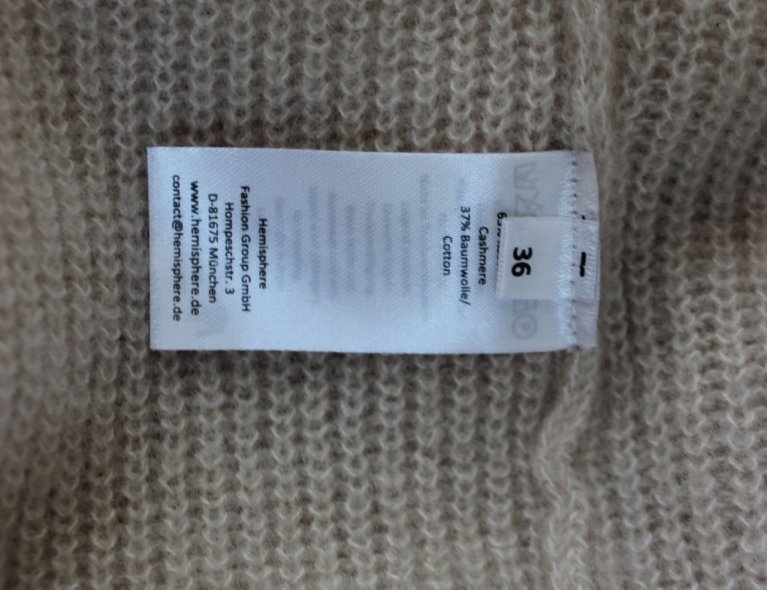 36
Cashmere
37% Baumwolle/
Cotton
Hemisphere
Fashion Group GmbH
Hompeschstr. 3
D-81675 München
www.hemisphere.de
contact@hemisphere.de